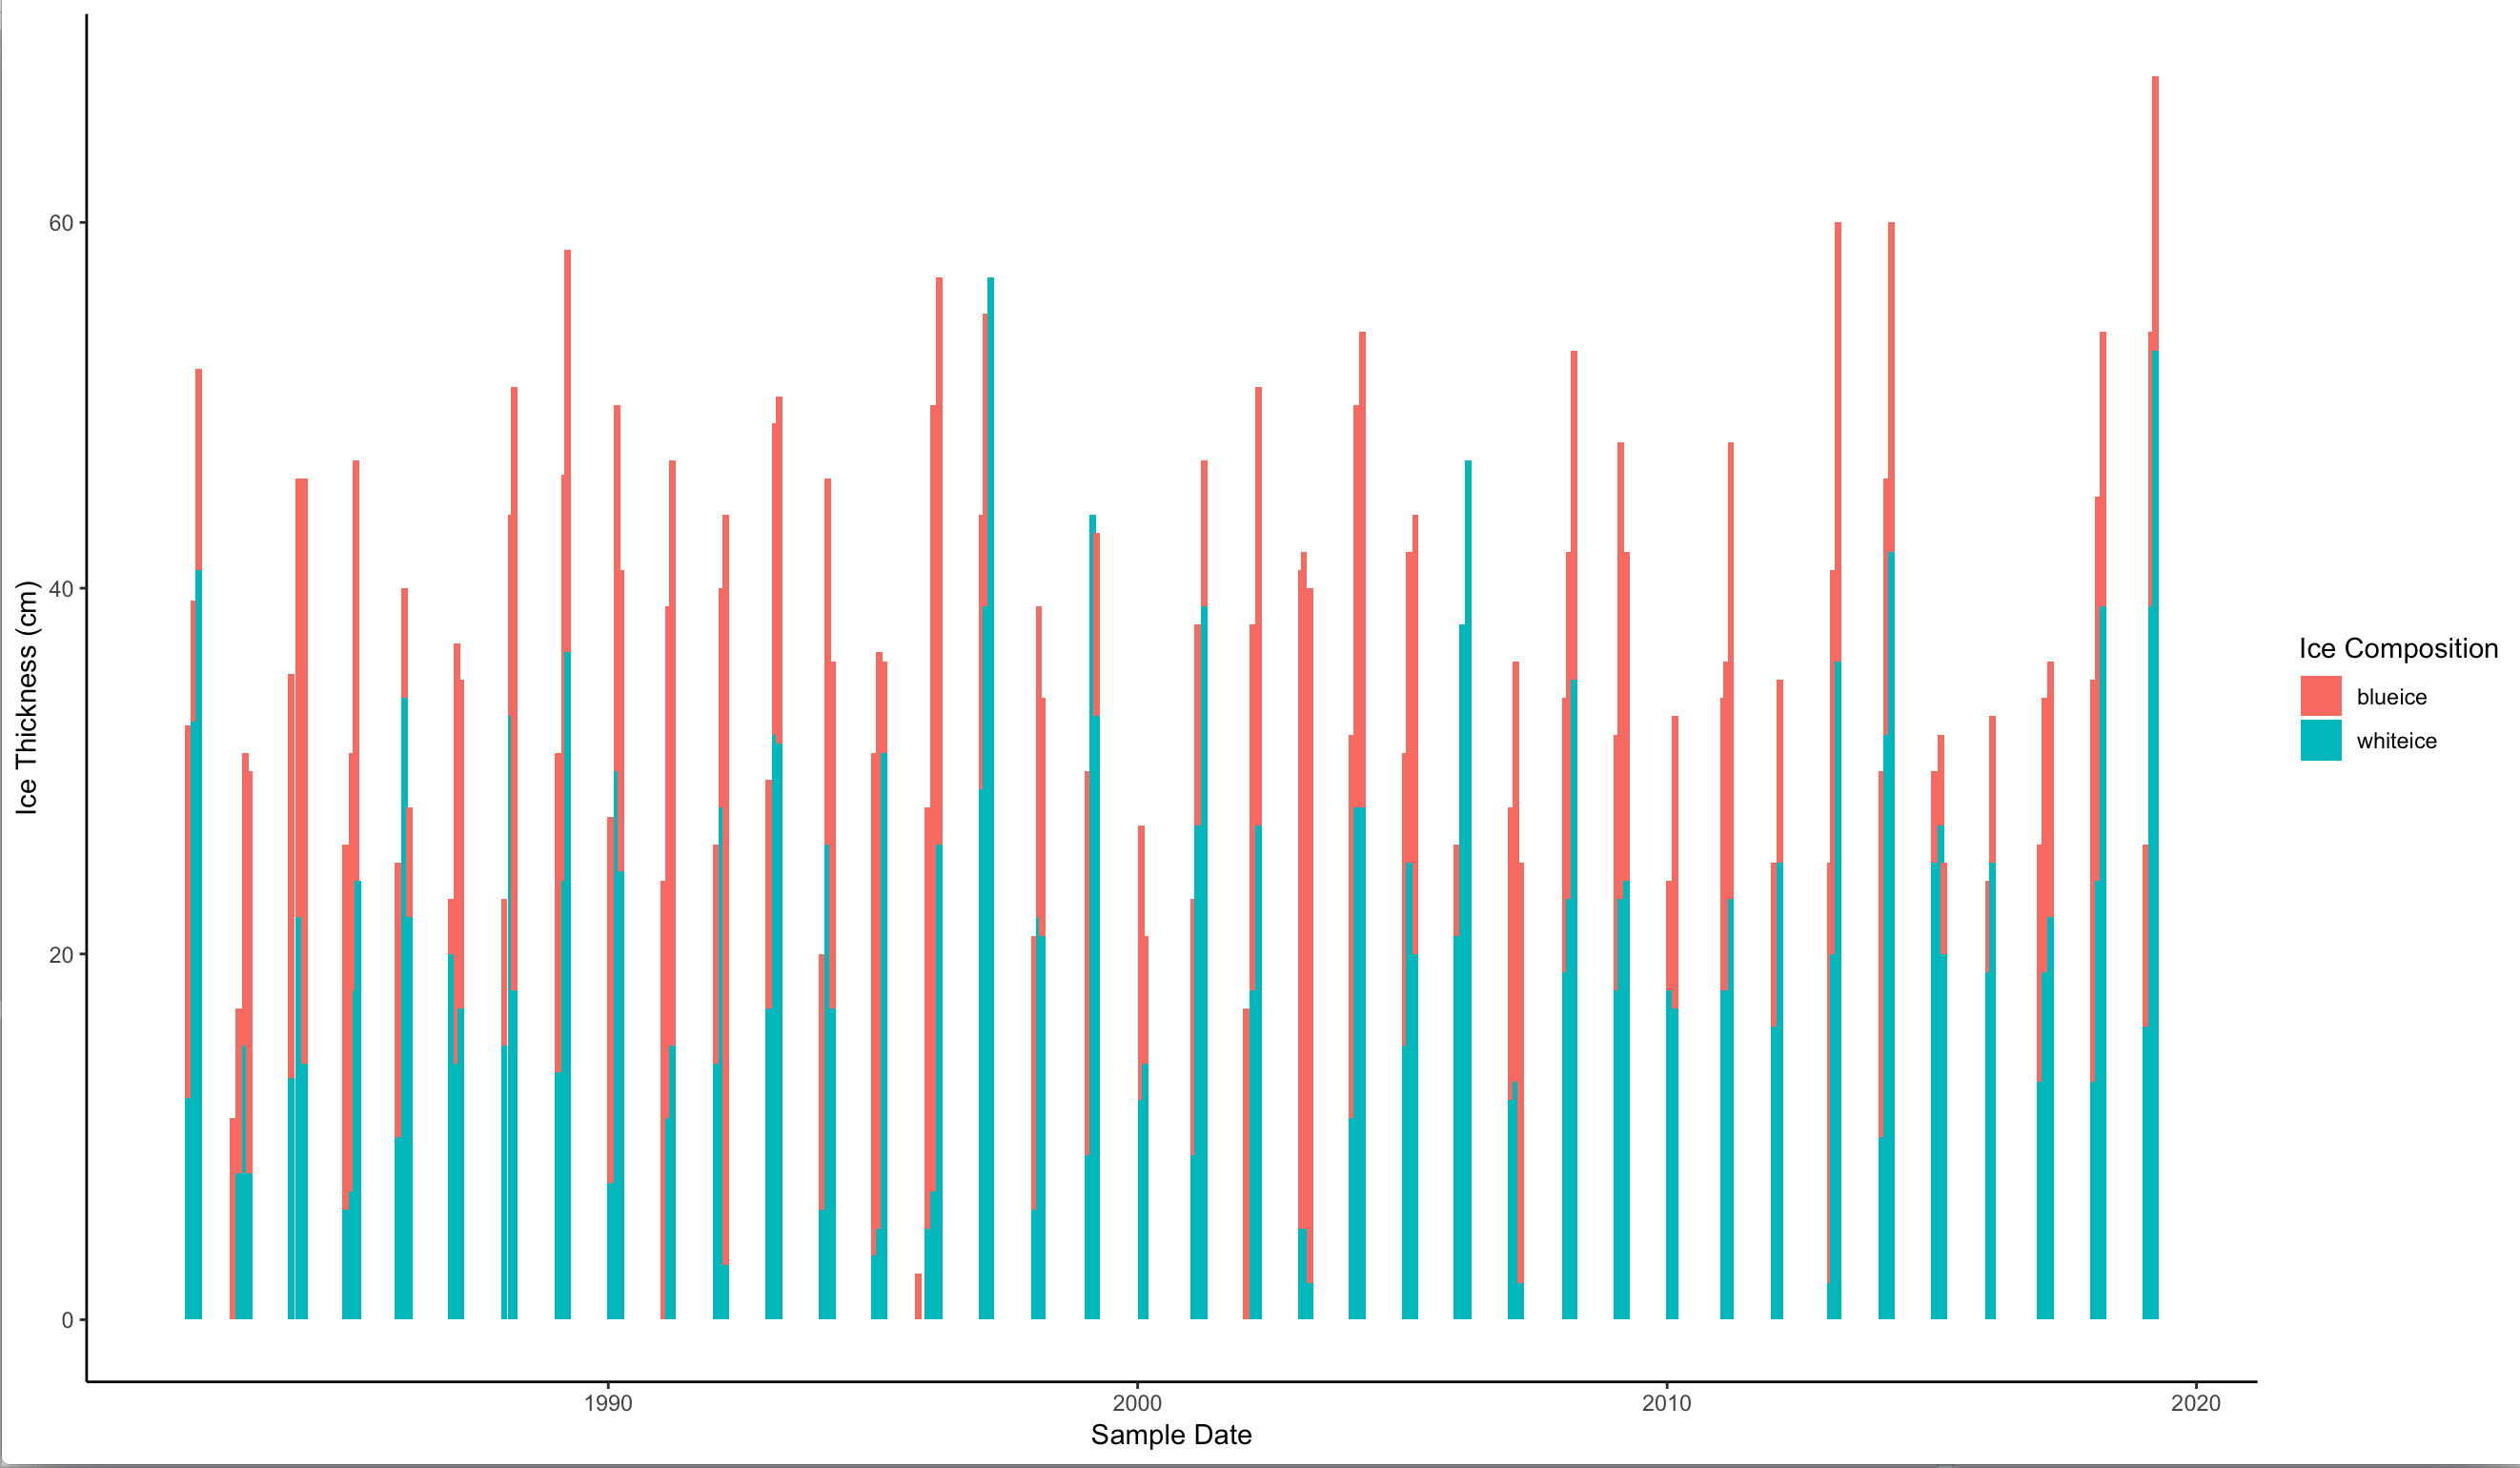 60
40
20
0
Ice Thickness (cm)
1990 2000 2010 2020
Sample Date
Ice Composition
blueice
whiteice